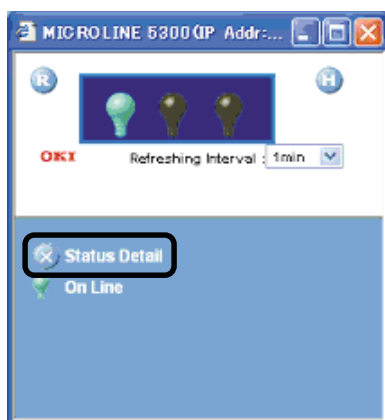 MICROLINE 5300(IP Addr:...
R
H
OKI
Refreshing Interval : 1min
Status Detail
On Line